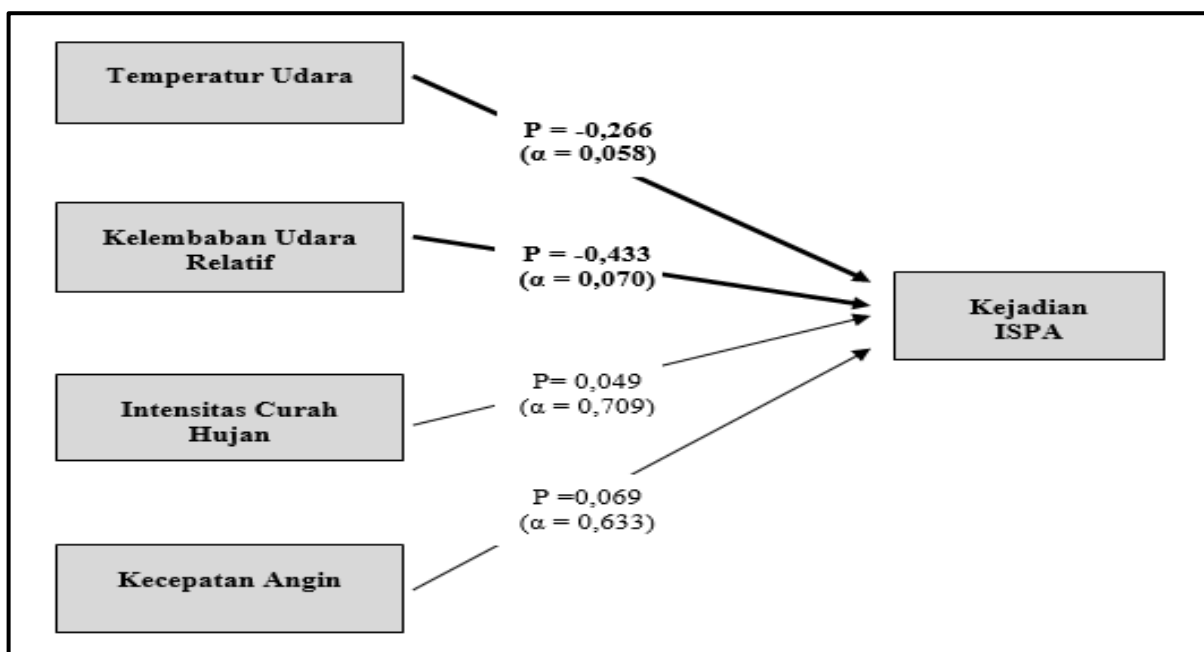 Temperatur Udara
P = -0,266
(α = 0,058)
Kelembaban Udara
Relatif
P = -0,433
(α = 0,070)
Kejadian
ISPA
Intensitas Curah
Hujan
P= 0,049
(α = 0,709)
P =0,069
(α = 0,633)
Kecepatan Angin